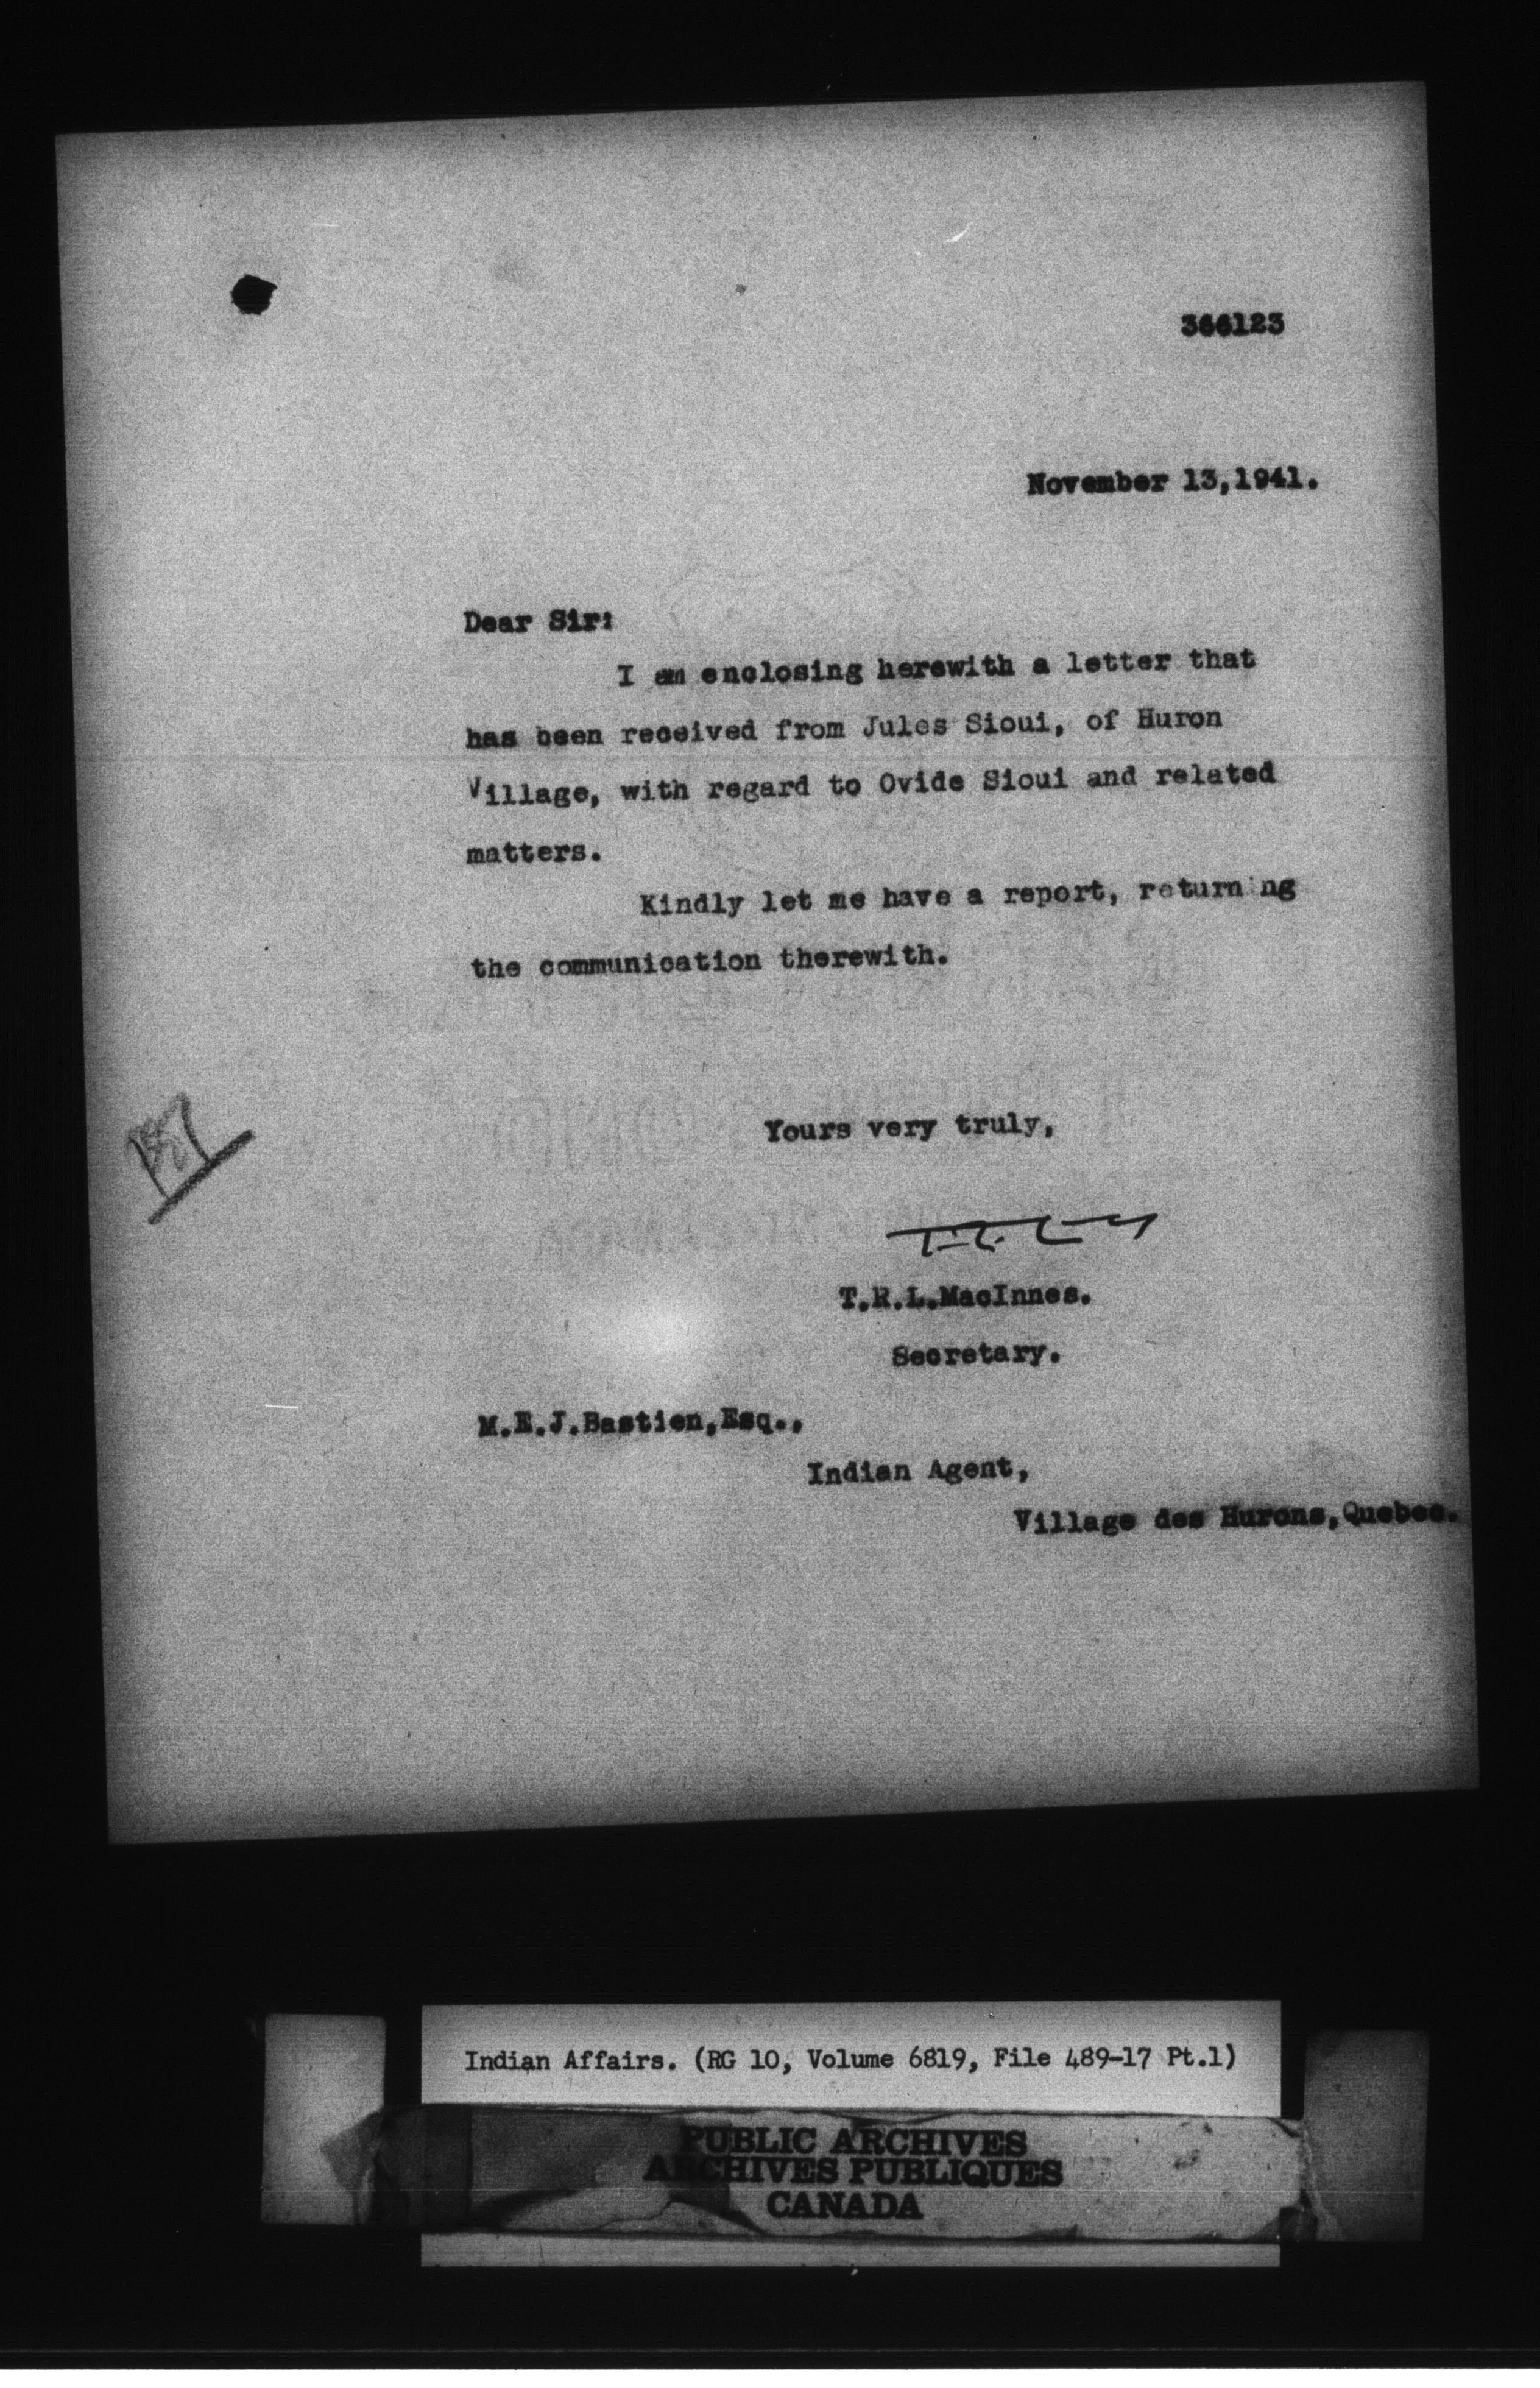 366123
November 13,1941.
Dear Sir:
I am enclosing herewith a letter that
has been received from Jules Sioui, of Huron
Village, with regard to Ovide Sioui and related
matters.
Kindly let me have a report, returning
the communication therewith.
Yours very truly,
T.R.L.MacInnes.
Secretary.
M.E.J.Bastien,Esq.,
Indian Agent,
Village des Hurons,Quebec.
Indian Affairs. (RG 10, Volume 6819, File 489-17 Pt.1)
PUBLIC ARCHIVES
ARCHIVES PUBLIQUES
CANADA